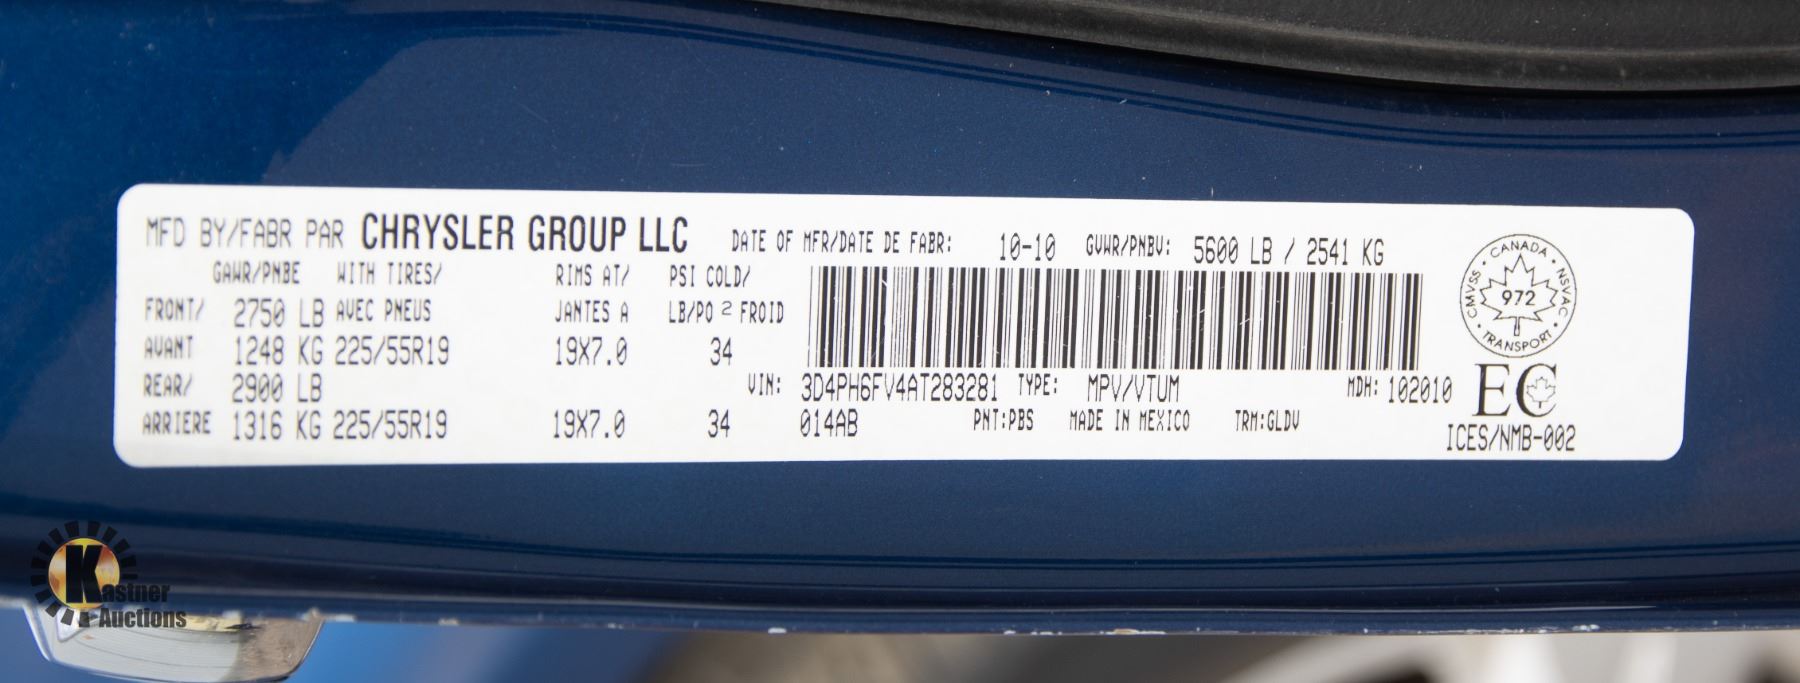 MFD BY/FABR PAR CHRYSLER GROUP LLC DATE OF MFR/DATE DE FABR: 10-10 GVWR/PNBV: 5600 LB / 2541 KG
GAWR/PNBE WITH TIRES/ RIMS AT/ PSI COLD/
FRONT/ 2750 LB AVEC PNEUS JANTES A LB/PO 2 FROID
AVANT 1248 KG 225/55R19 19X7.0 34
REAR/ 2900 LB VIN: 3D4PH6FV4AT283281 TYPE: MPV/VTUM MDH: 102010
ARRIERE 1316 KG 225/55R19 19X7.0 34 014AB PNT:PBS MADE IN MEXICO TRM:GLDV
CANADA
CMVSS · NSVAC
972
TRANSPORT
EC
ICES/NMB-002
Kastner
Auctions